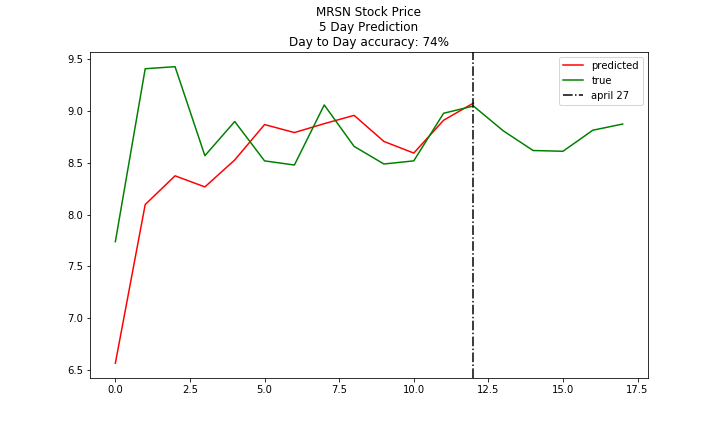 MRSN Stock Price
5 Day Prediction
Day to Day accuracy: 74%
predicted
true
april 27
9.5
9.0
8.5
8.0
7.5
7.0
6.5
0.0 2.5 5.0 7.5 10.0 12.5 15.0 17.5